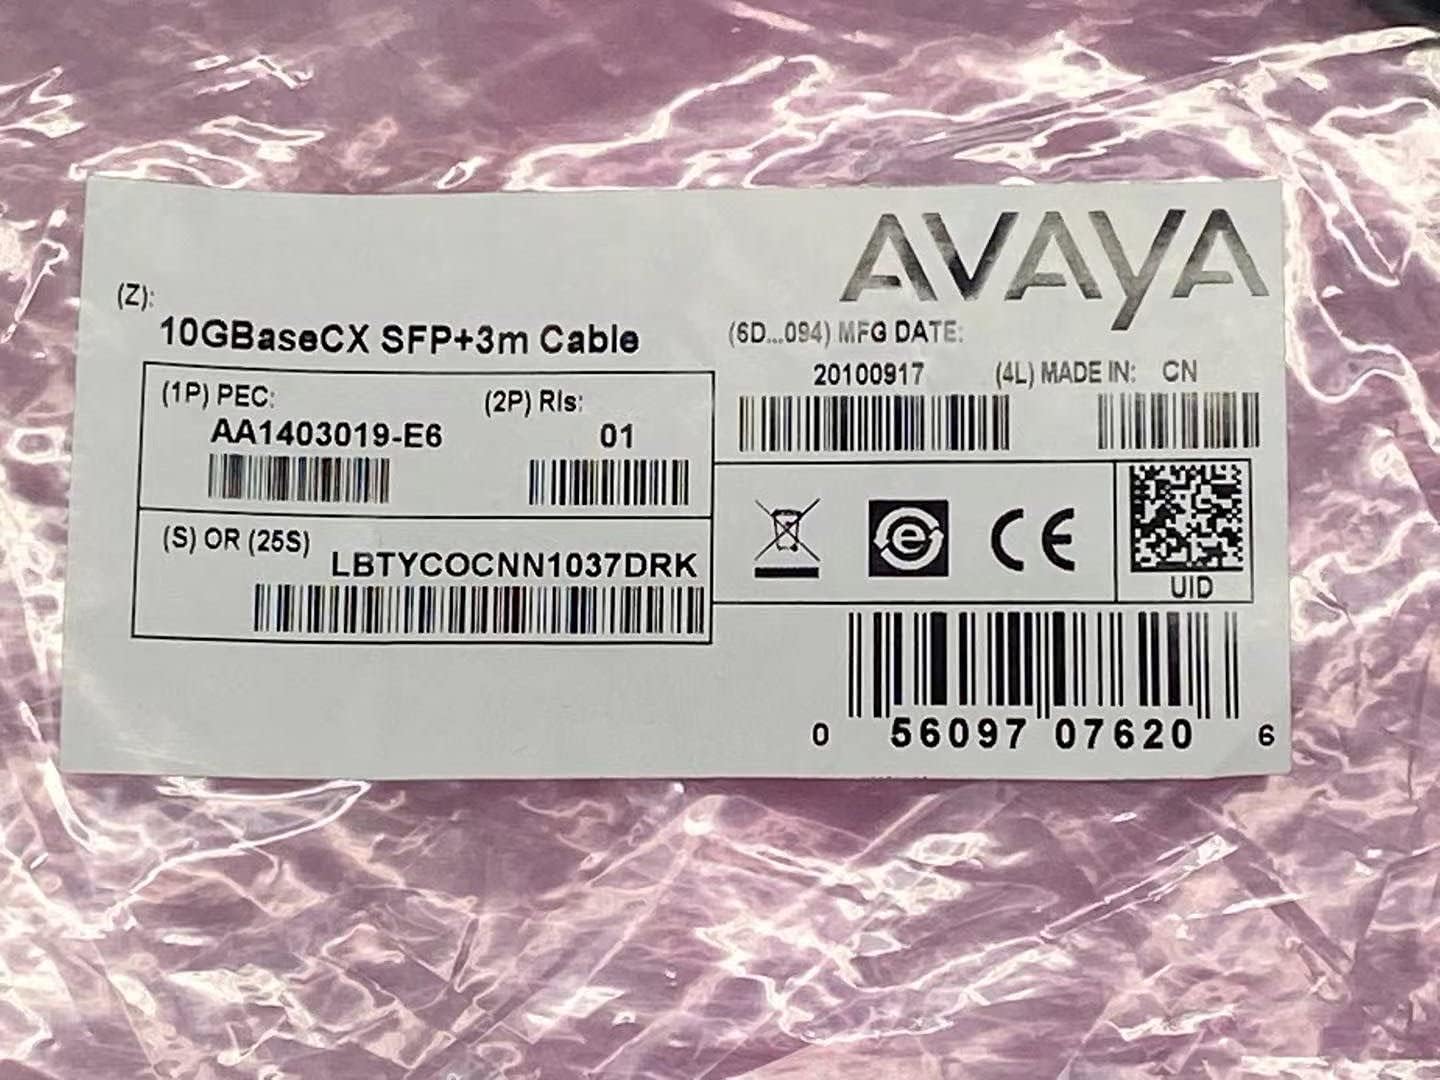 AVAYA
(Z):
10GBaseCX SFP+3m Cable
(6D...094) MFG DATE:
20100917 (4L) MADE IN: CN
(1P) PEC: (2P) RIs:
AA1403019-E6 01
(S) OR (25S)
LBTYCOCNN1037DRK
e
CE
UID
0 56097 07620 6